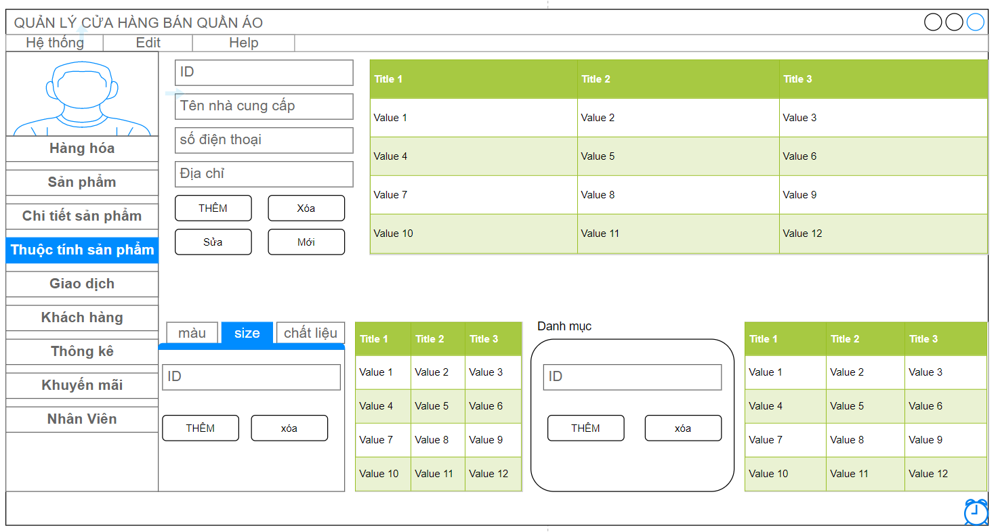 QUẢN LÝ CỬA HÀNG BÁN QUẦN ÁO
Hệ thống Edit Help
Hàng hóa
Sản phẩm
Chi tiết sản phẩm
Thuộc tính sản phẩm
Giao dịch
Khách hàng
Thông kê
Khuyến mãi
Nhân Viên
ID
Tên nhà cung cấp
số điện thoại
Địa chỉ
THÊM Xóa
Sửa Mới
Title 1 Title 2 Title 3
Value 1 Value 2 Value 3
Value 4 Value 5 Value 6
Value 7 Value 8 Value 9
Value 10 Value 11 Value 12
màu size chất liệu
ID
THÊM xóa
Title 1 Title 2 Title 3
Value 1 Value 2 Value 3
Value 4 Value 5 Value 6
Value 7 Value 8 Value 9
Value 10 Value 11 Value 12
Danh mục
ID
THÊM xóa
Title 1 Title 2 Title 3
Value 1 Value 2 Value 3
Value 4 Value 5 Value 6
Value 7 Value 8 Value 9
Value 10 Value 11 Value 12